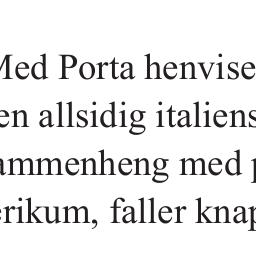 Med Porta henvise
en allsidig italiens
ammenheng med p
erikum, faller knap